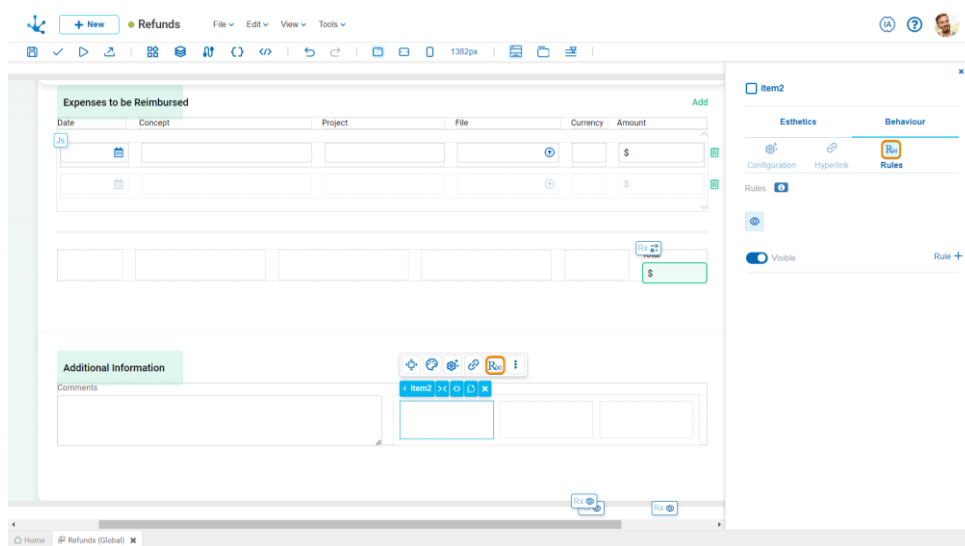 + New
Refunds
File
Edit
View
Tools
IA
?
1382px
Expenses to be Reimbursed
Add
Date
Concept
Project
File
Currency
Amount
Js
$
$
Rx
Total
$
Additional Information
Comments
R(x)
< Item2
Rx
Rx
Item2
Esthetics
Behaviour
Configuration
Hyperlink
R(x)
Rules
Rules
Visible
Rule +
Home
Refunds (Global)